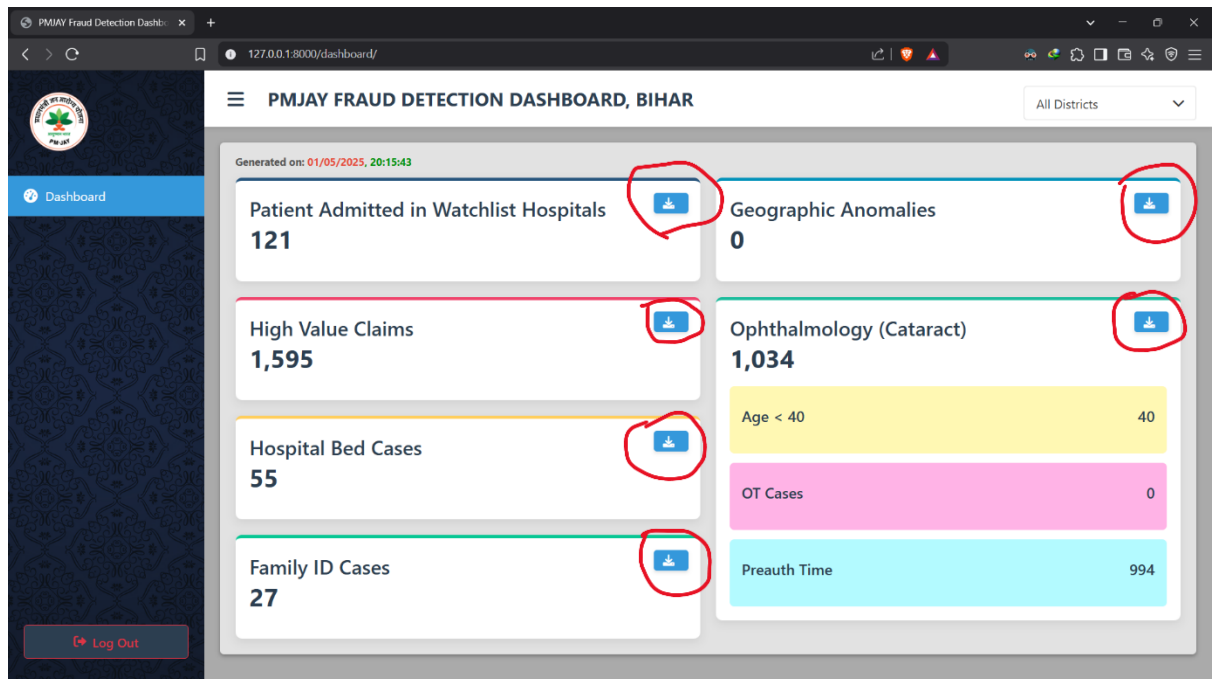 PMJAY Fraud Detection Dashbo
127.0.0.1:8000/dashboard/
PMJAY FRAUD DETECTION DASHBOARD, BIHAR
All Districts
PM-JAY
Dashboard
Generated on: 01/05/2025, 20:15:43
Patient Admitted in Watchlist Hospitals
121
Geographic Anomalies
0
High Value Claims
1,595
Ophthalmology (Cataract)
1,034
Age < 40
40
Hospital Bed Cases
55
OT Cases
0
Family ID Cases
27
Preauth Time
994
Log Out